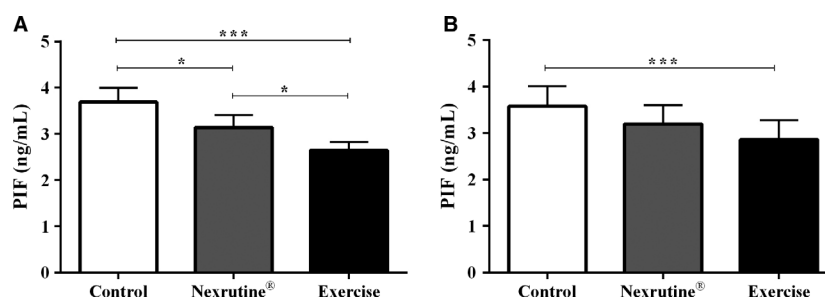 A
PIF (ng/mL)
5
4
3
2
1
0
***
*
*
Control
Nexrutine®
Exercise
B
PIF (ng/mL)
5
4
3
2
1
0
***
Control
Nexrutine®
Exercise